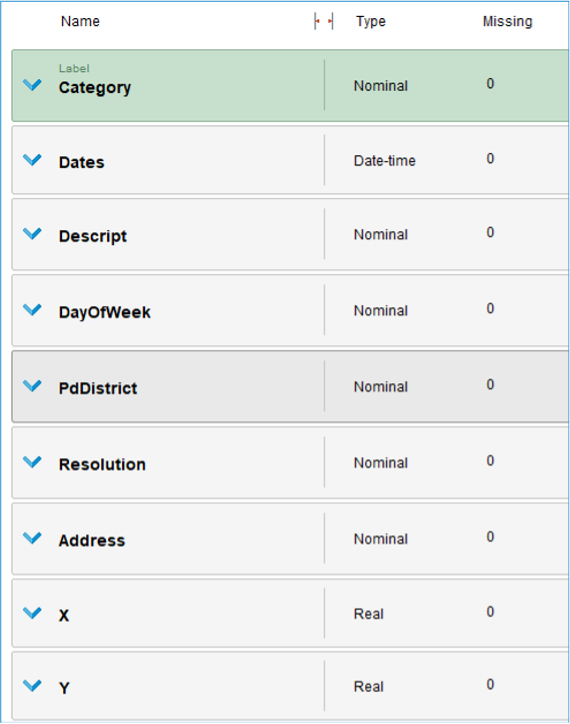 Name Type Missing
Label
Category Nominal 0
Dates Date-time 0
Descript Nominal 0
DayOfWeek Nominal 0
PdDistrict Nominal 0
Resolution Nominal 0
Address Nominal 0
X Real 0
Y Real 0